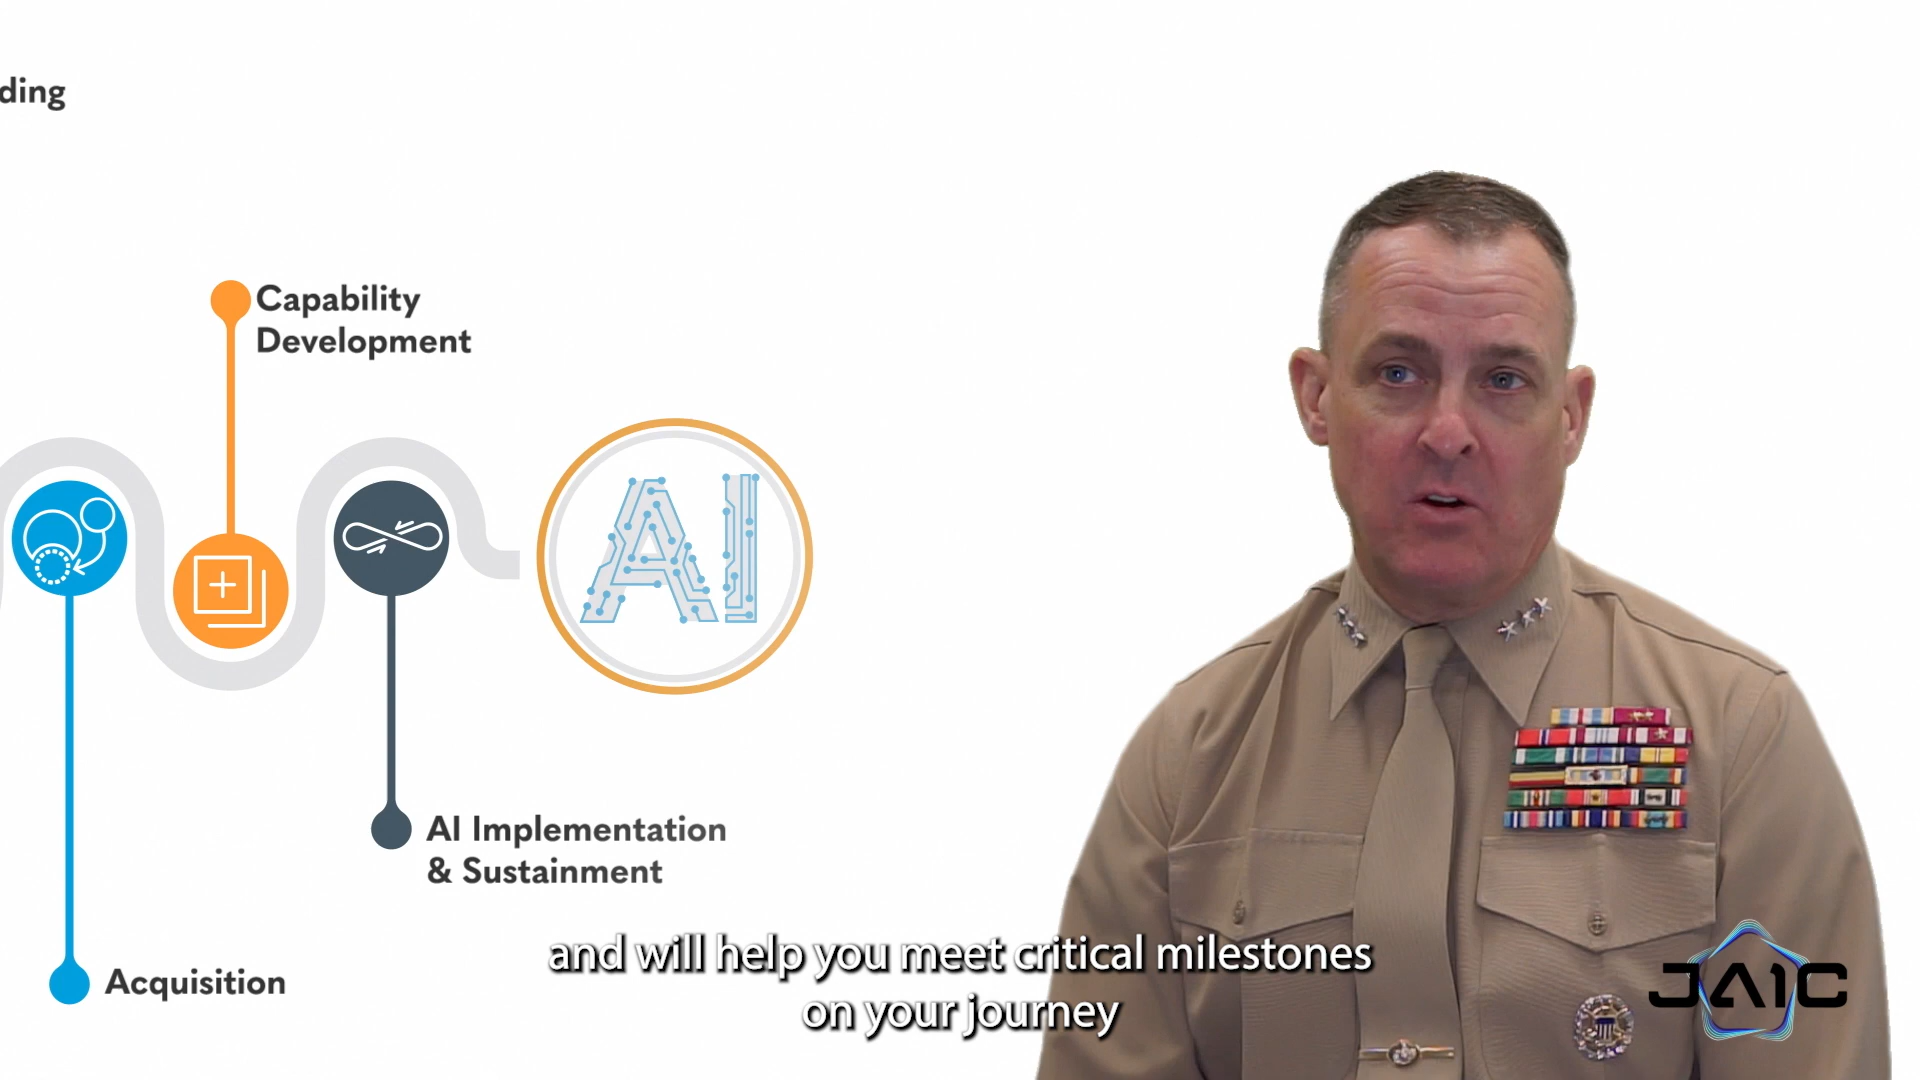 ding
Capability
Development
AI
AI Implementation
& Sustainment
Acquisition
and will help you meet critical milestones
on your journey
JAIC